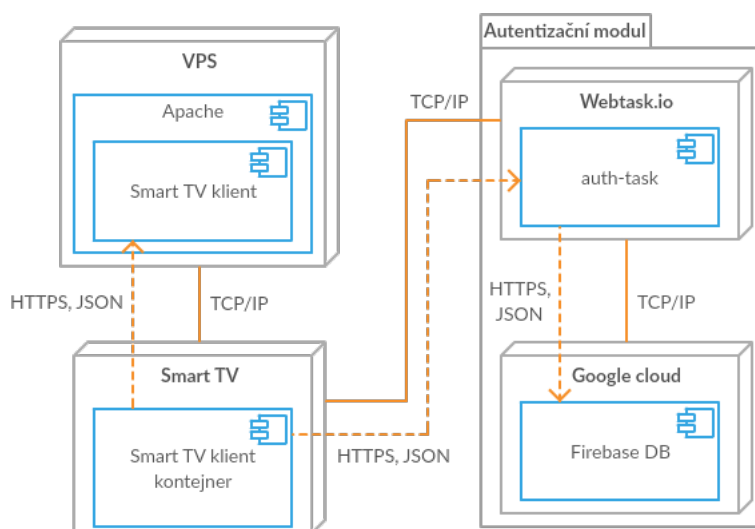 Autentizační modul
VPS
Webtask.io
TCP/IP
Apache
Smart TV klient
auth-task
HTTPS, JSON
TCP/IP
HTTPS,
JSON
TCP/IP
Smart TV
Google cloud
Smart TV klient
kontejner
HTTPS, JSON
Firebase DB